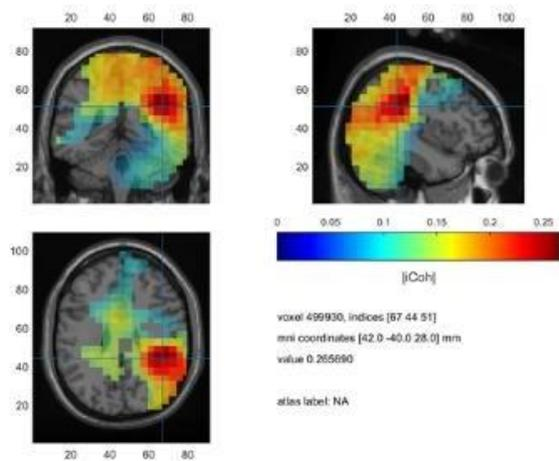 20 40 60 80
20 40 60 80 100
80
60
40
20
80
60
40
20
100
80
60
40
20
0 0.05 0.1 0.15 0.2 0.25
|iCoh|
voxel 499930, indices [67 44 51]
mni coordinates [42.0 -40.0 28.0] mm
value 0.265690
atlas label: NA
20 40 60 80